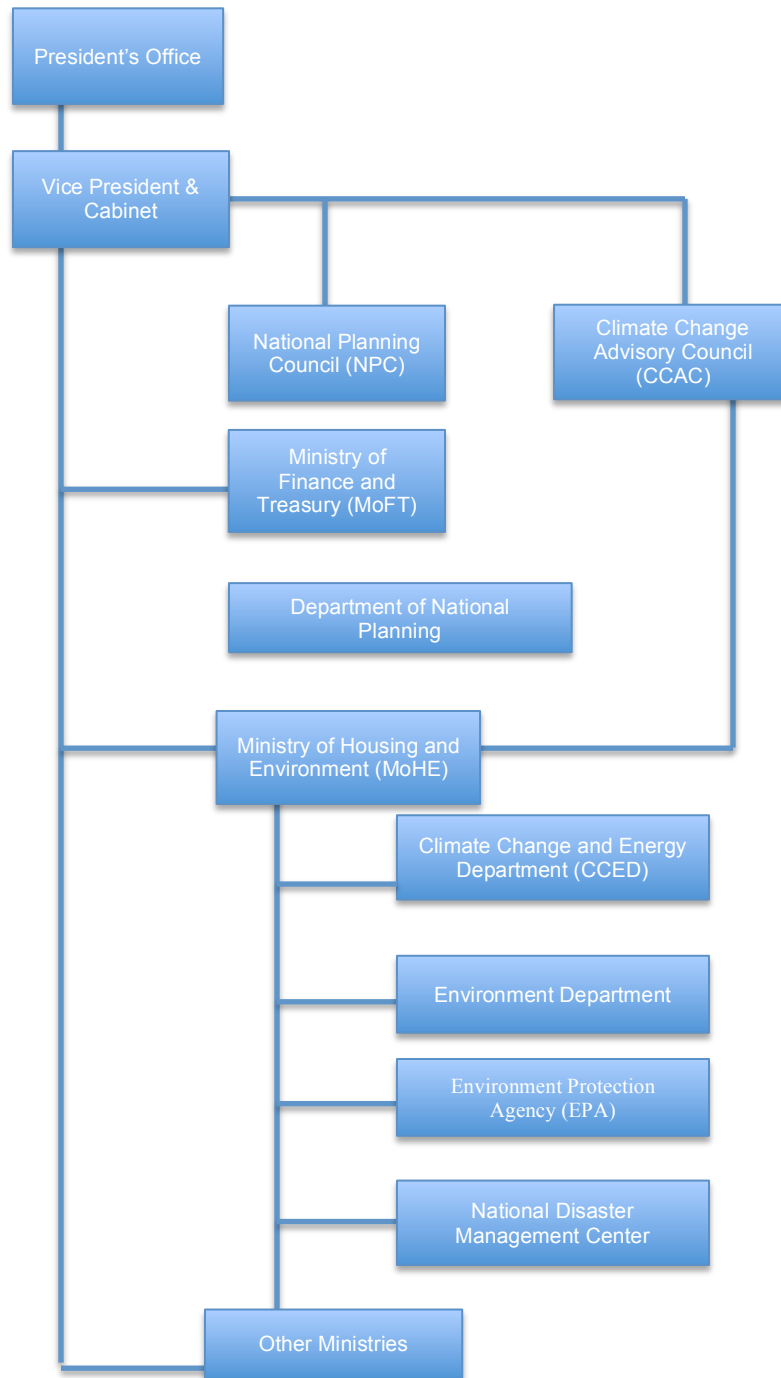 President’s Office
Vice President &
Cabinet
National Planning
Council (NPC)
Climate Change
Advisory Council
(CCAC)
Ministry of
Finance and
Treasury (MoFT)
Department of National
Planning
Ministry of Housing and
Environment (MoHE)
Climate Change and Energy
Department (CCED)
Environment Department
Environment Protection
Agency (EPA)
National Disaster
Management Center
Other Ministries